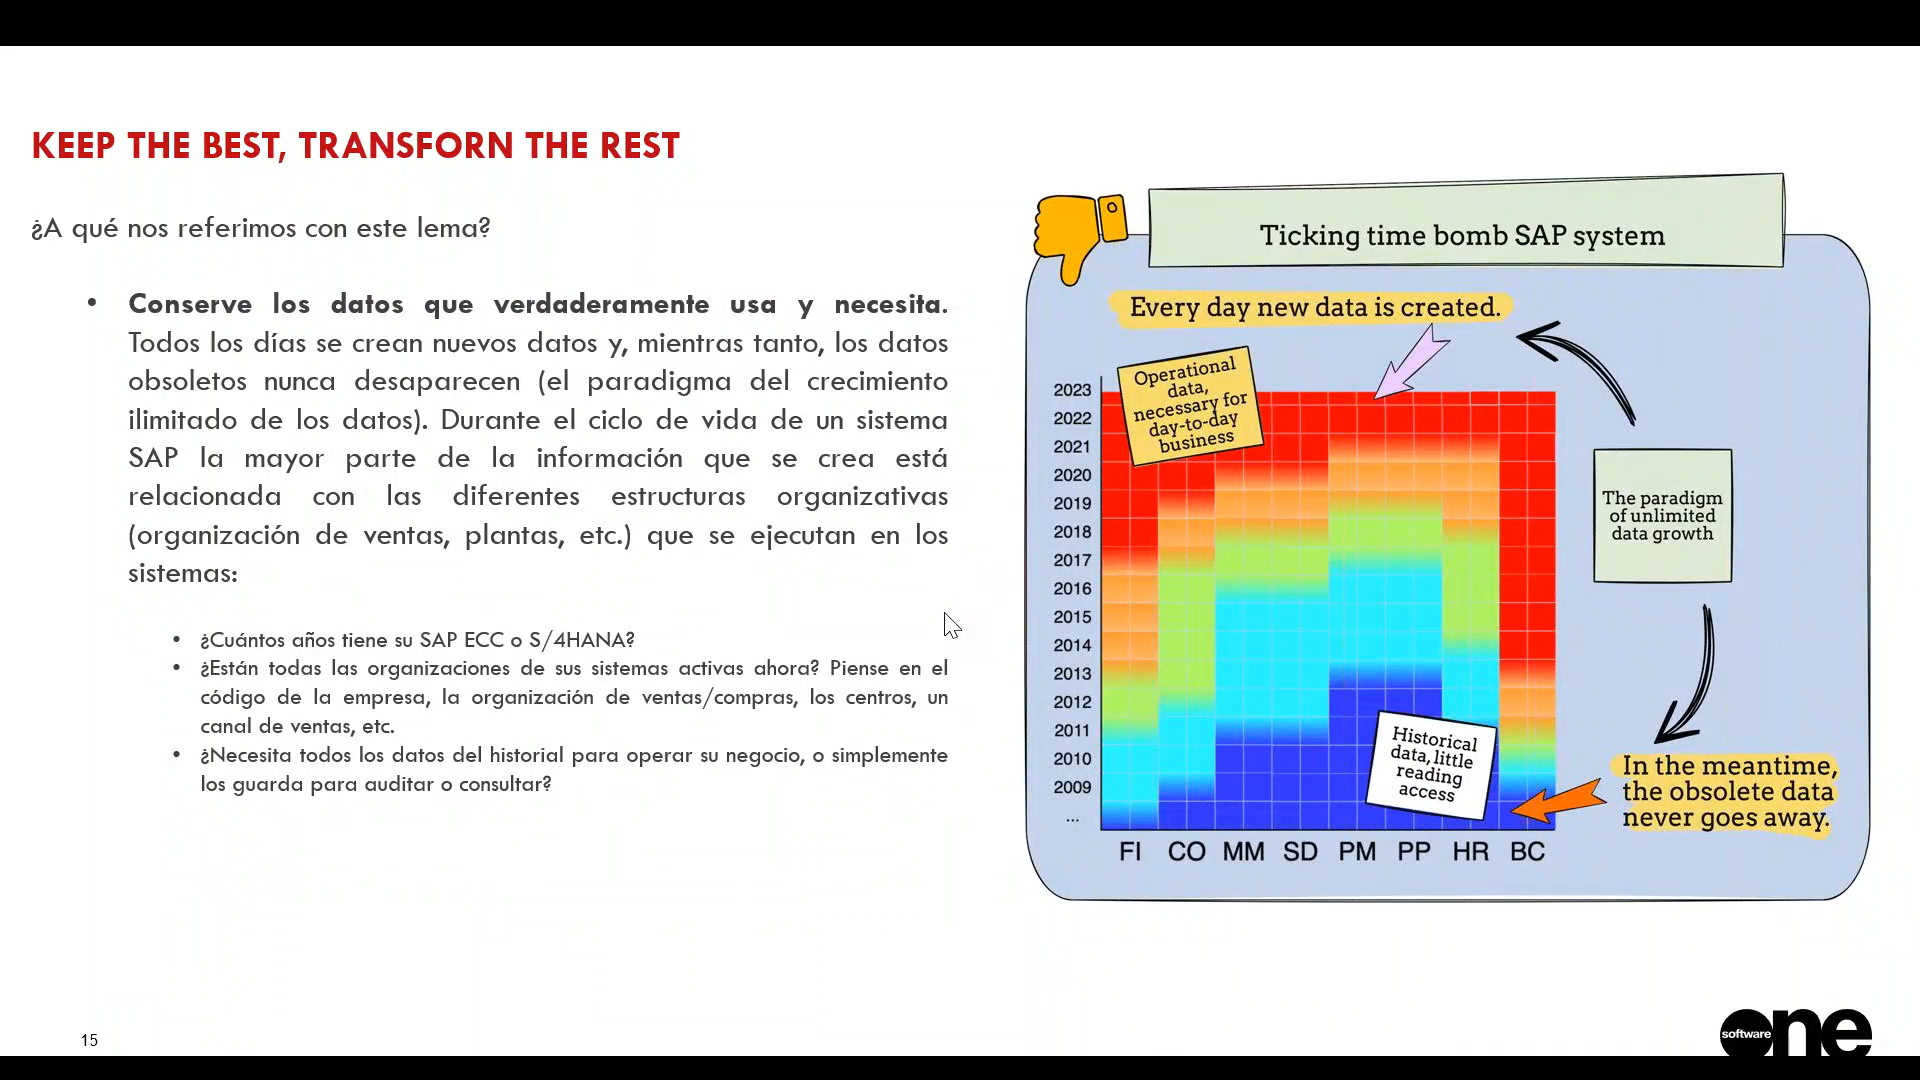 KEEP THE BEST, TRANSFORN THE REST
¿A qué nos referimos con este lema?
• Conserve los datos que verdaderamente usa y necesita.
Todos los días se crean nuevos datos y, mientras tanto, los datos
obsoletos nunca desaparecen (el paradigma del crecimiento
ilimitado de los datos). Durante el ciclo de vida de un sistema
SAP la mayor parte de la información que se crea está
relacionada con las diferentes estructuras organizativas
(organización de ventas, plantas, etc.) que se ejecutan en los
sistemas:
• ¿Cuántos años tiene su SAP ECC o S/4HANA?
• ¿Están todas las organizaciones de sus sistemas activas ahora? Piense en el
código de la empresa, la organización de ventas/compras, los centros, un
canal de ventas, etc.
• ¿Necesita todos los datos del historial para operar su negocio, o simplemente
los guarda para auditar o consultar?
Ticking time bomb SAP system
Every day new data is created.
Operational
data,
necessary for
day-to-day
business
2023
2022
2021
2020
2019
2018
2017
2016
2015
2014
2013
2012
2011
2010
2009
...
The paradigm
of unlimited
data growth
Historical
data, little
reading
access
In the meantime,
the obsolete data
never goes away.
FI CO MM SD PM PP HR BC
15
software one